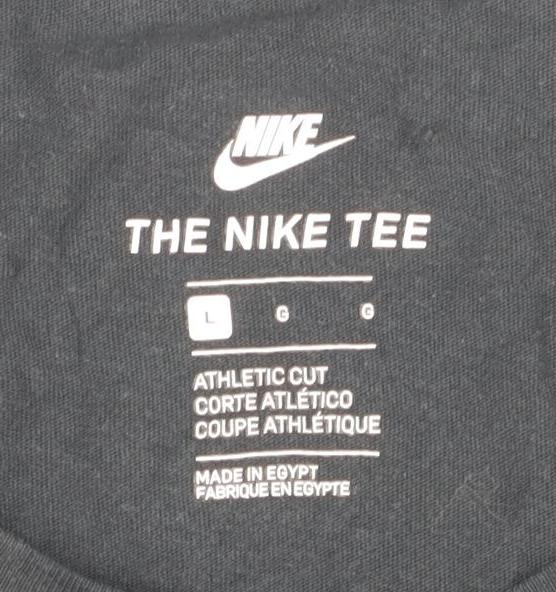 NIKE
THE NIKE TEE
L G G
ATHLETIC CUT
CORTE ATLÉTICO
COUPE ATHLÉTIQUE
MADE IN EGYPT
FABRIQUE EN EGYPTE